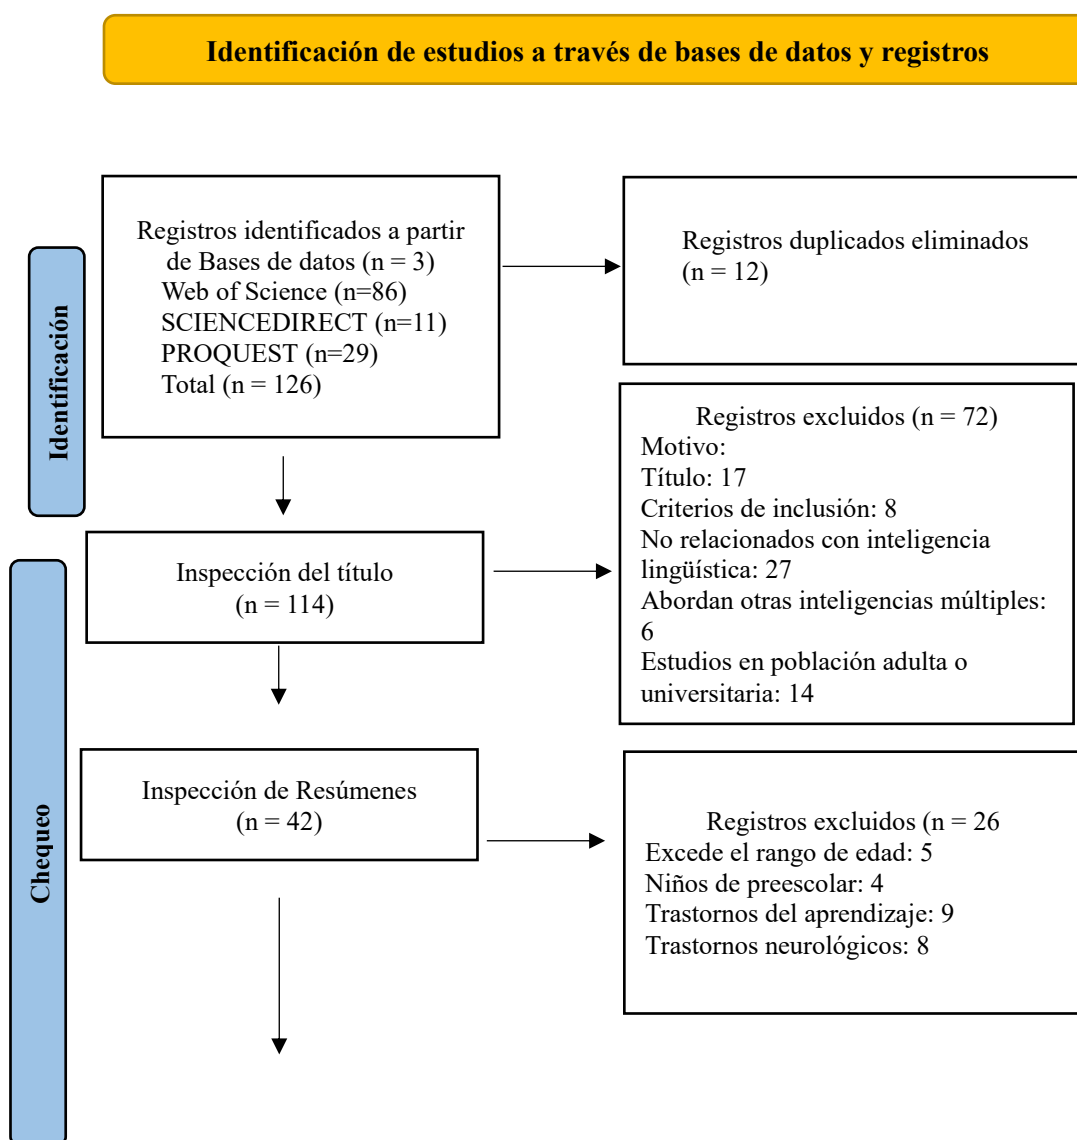 Identificación de estudios a través de bases de datos y registros
Registros identificados a partir
de Bases de datos (n = 3)
Web of Science (n=86)
SCIENCEDIRECT (n=11)
PROQUEST (n=29)
Total (n = 126)
Registros duplicados eliminados
(n = 12)
Identificación
Registros excluidos (n = 72)
Motivo:
Título: 17
Criterios de inclusión: 8
No relacionados con inteligencia
lingüística: 27
Abordan otras inteligencias múltiples:
6
Estudios en población adulta o
universitaria: 14
Inspección del título
(n = 114)
Inspección de Resúmenes
(n = 42)
Registros excluidos (n = 26
Excede el rango de edad: 5
Niños de preescolar: 4
Trastornos del aprendizaje: 9
Trastornos neurológicos: 8
Chequeo